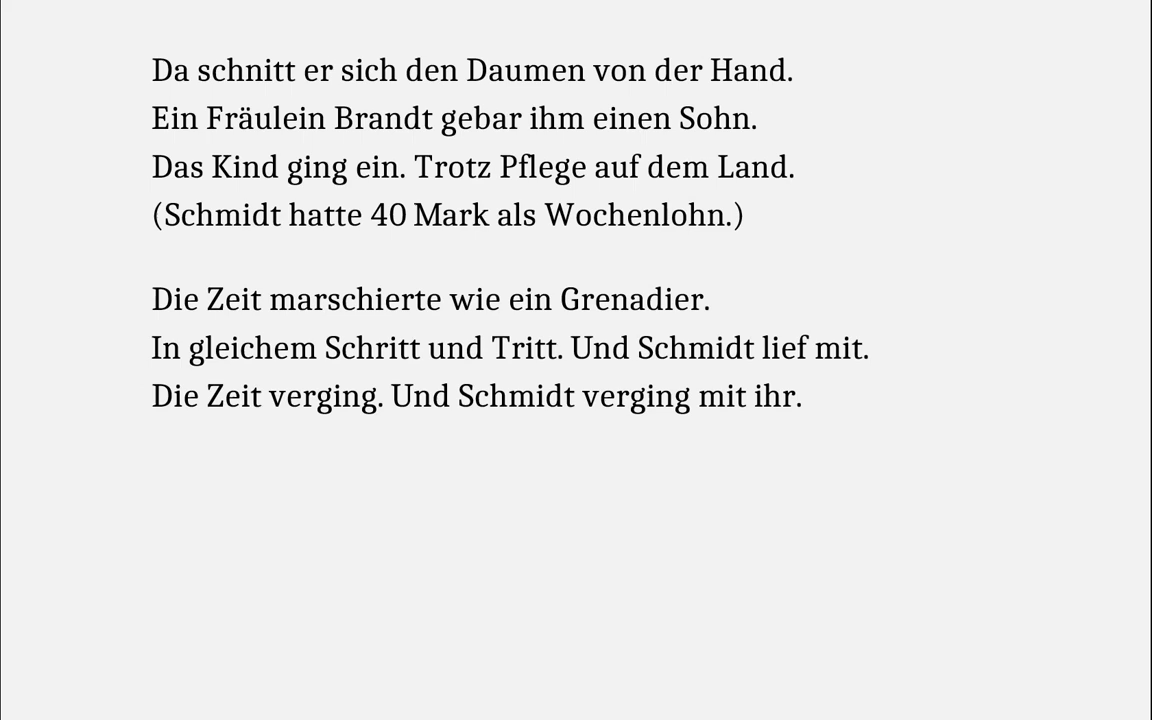 Da schnitt er sich den Daumen von der Hand.
Ein Fräulein Brandt gebar ihm einen Sohn.
Das Kind ging ein. Trotz Pflege auf dem Land.
(Schmidt hatte 40 Mark als Wochenlohn.)
Die Zeit marschierte wie ein Grenadier.
In gleichem Schritt und Tritt. Und Schmidt lief mit.
Die Zeit verging. Und Schmidt verging mit ihr.